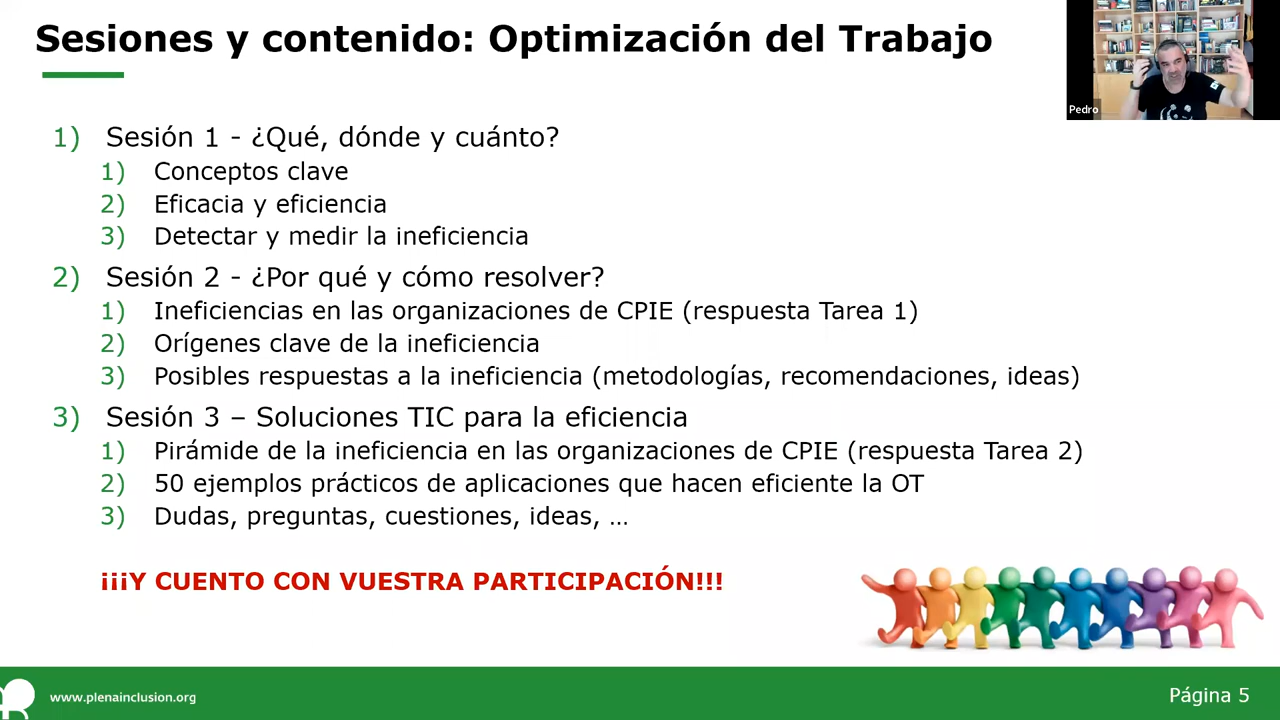 Sesiones y contenido: Optimización del Trabajo
Pedro
1) Sesión 1 - ¿Qué, dónde y cuánto?
1) Conceptos clave
2) Eficacia y eficiencia
3) Detectar y medir la ineficiencia
2) Sesión 2 - ¿Por qué y cómo resolver?
1) Ineficiencias en las organizaciones de CPIE (respuesta Tarea 1)
2) Orígenes clave de la ineficiencia
3) Posibles respuestas a la ineficiencia (metodologías, recomendaciones, ideas)
3) Sesión 3 – Soluciones TIC para la eficiencia
1) Pirámide de la ineficiencia en las organizaciones de CPIE (respuesta Tarea 2)
2) 50 ejemplos prácticos de aplicaciones que hacen eficiente la OT
3) Dudas, preguntas, cuestiones, ideas, …
¡¡¡Y CUENTO CON VUESTRA PARTICIPACIÓN!!!
www.plenainclusion.org
Página 5